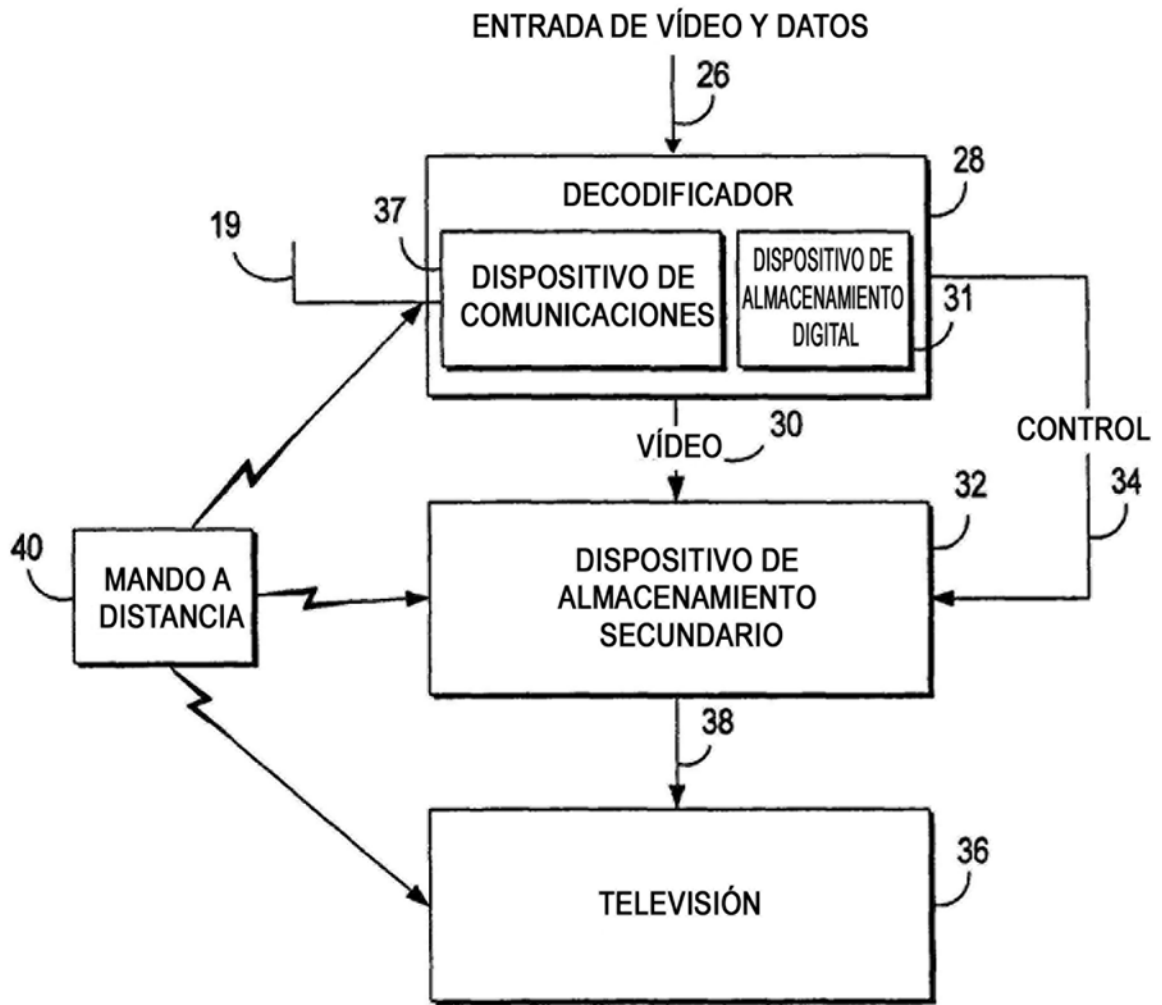 ENTRADA DE VÍDEO Y DATOS
26
28
DECODIFICADOR
37
19
DISPOSITIVO DE
COMUNICACIONES
DISPOSITIVO DE
ALMACENAMIENTO
DIGITAL
31
VÍDEO
30
CONTROL
34
32
40
MANDO A
DISTANCIA
DISPOSITIVO DE
ALMACENAMIENTO
SECUNDARIO
38
36
TELEVISIÓN